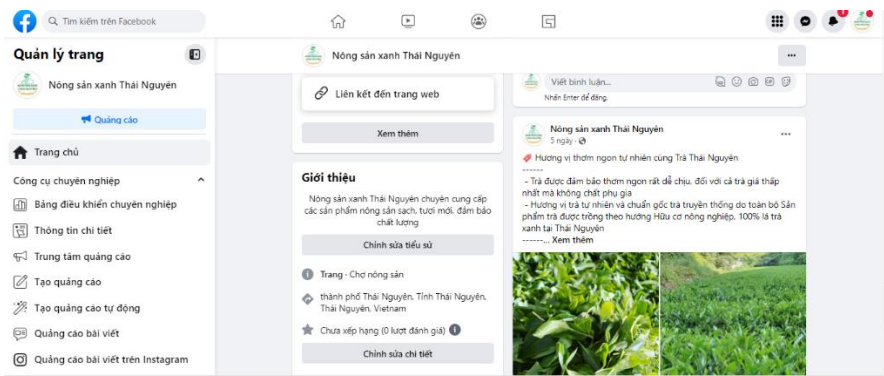 Tìm kiếm trên Facebook
Quản lý trang
Nông sản xanh Thái Nguyên
Quảng cáo
Trang chủ
Công cụ chuyên nghiệp
Bảng điều khiển chuyên nghiệp
Thông tin chi tiết
Trung tâm quảng cáo
Tạo quảng cáo
Tạo quảng cáo tự động
Quảng cáo bài viết
Quảng cáo bài viết trên Instagram
Nông sản xanh Thái Nguyên
Liên kết đến trang web
Xem thêm
Giới thiệu
Nông sản xanh Thái Nguyên chuyên cung cấp
các sản phẩm nông sản sạch, tươi mới, đảm bảo
chất lượng
Chỉnh sửa tiểu sử
Trang · Chợ nông sản
thành phố Thái Nguyên, Tỉnh Thái Nguyên,
Thái Nguyên, Vietnam
Chưa xếp hạng (0 lượt đánh giá)
Chỉnh sửa chi tiết
Viết bình luận...
Nhấn Enter để đăng.
Nông sản xanh Thái Nguyên
5 ngày ·
Hương vị thơm ngon tự nhiên cùng Trà Thái Nguyên
------
- Trà được đảm bảo thơm ngon rất dễ chịu, đối với cả trà giá thấp
nhất mà không chất phụ gia
- Hương vị trà tự nhiên và chuẩn gốc trà truyền thống do toàn bộ Sản
phẩm trà được trồng theo hướng Hữu cơ nông nghiệp, 100% lá trà
xanh tại Thái Nguyên
------... Xem thêm